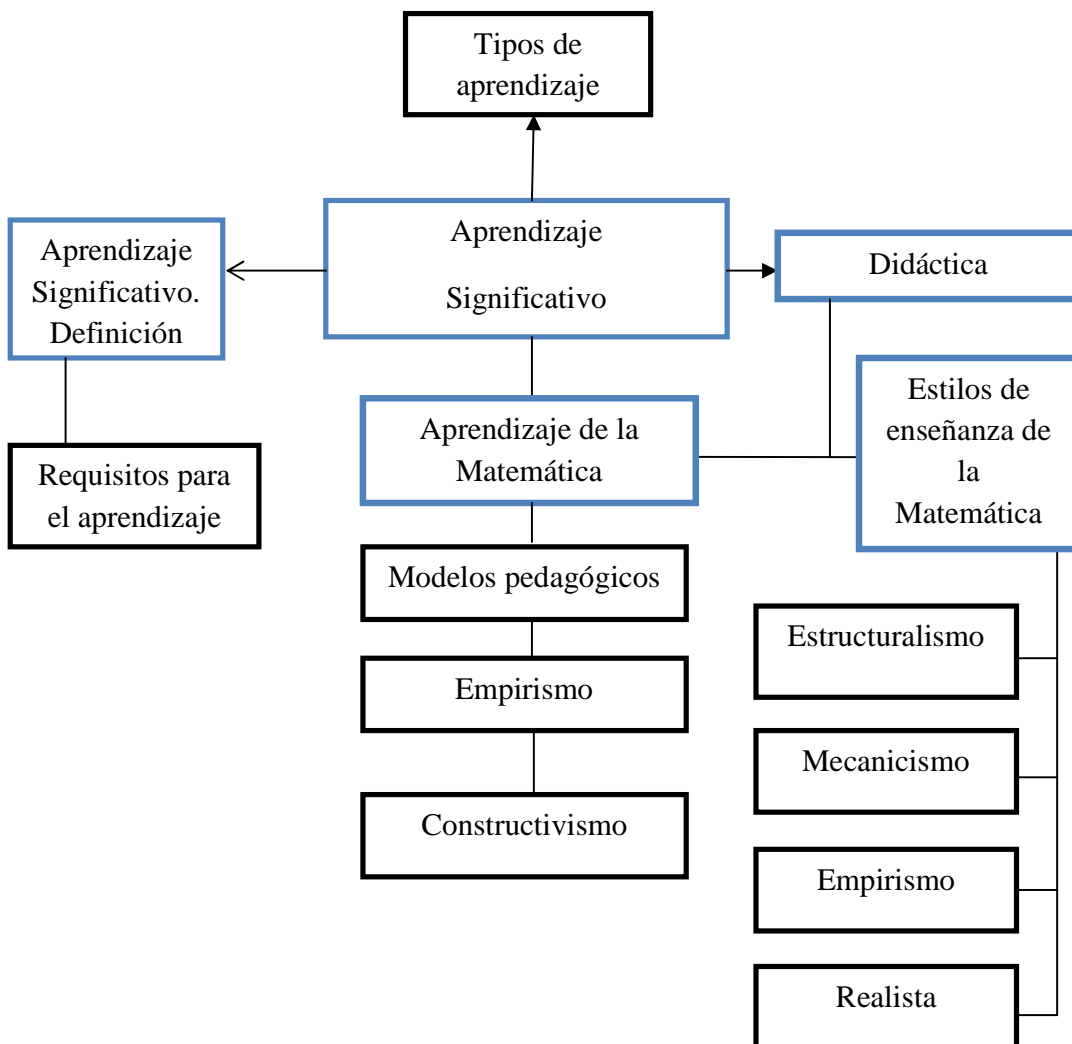 Tipos de
aprendizaje
Aprendizaje
Significativo
Aprendizaje
Significativo.
Definición
Didáctica
Requisitos para
el aprendizaje
Aprendizaje de la
Matemática
Estilos de
enseñanza de
la
Matemática
Modelos pedagógicos
Empirismo
Constructivismo
Estructuralismo
Mecanicismo
Empirismo
Realista